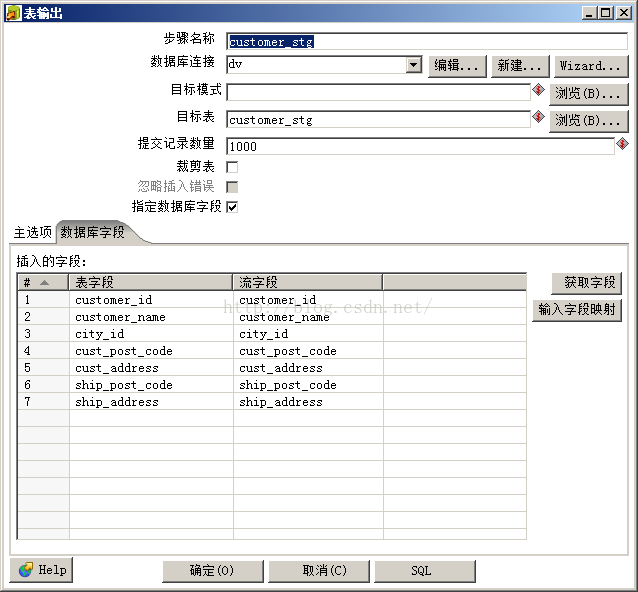 表输出
步骤名称 customer_stg
数据库连接 dv 编辑... 新建... Wizard...
目标模式 浏览(B)...
目标表 customer_stg 浏览(B)...
提交记录数量 1000
裁剪表
忽略插入错误
指定数据库字段
主选项 数据库字段
插入的字段:
# 表字段 流字段 获取字段
1 customer_id customer_id
http://blog.csdn.net/
2 customer_name customer_name 输入字段映射
3 city_id city_id
4 cust_post_code cust_post_code
5 cust_address cust_address
6 ship_post_code ship_post_code
7 ship_address ship_address
Help 确定(O) 取消(C) SQL